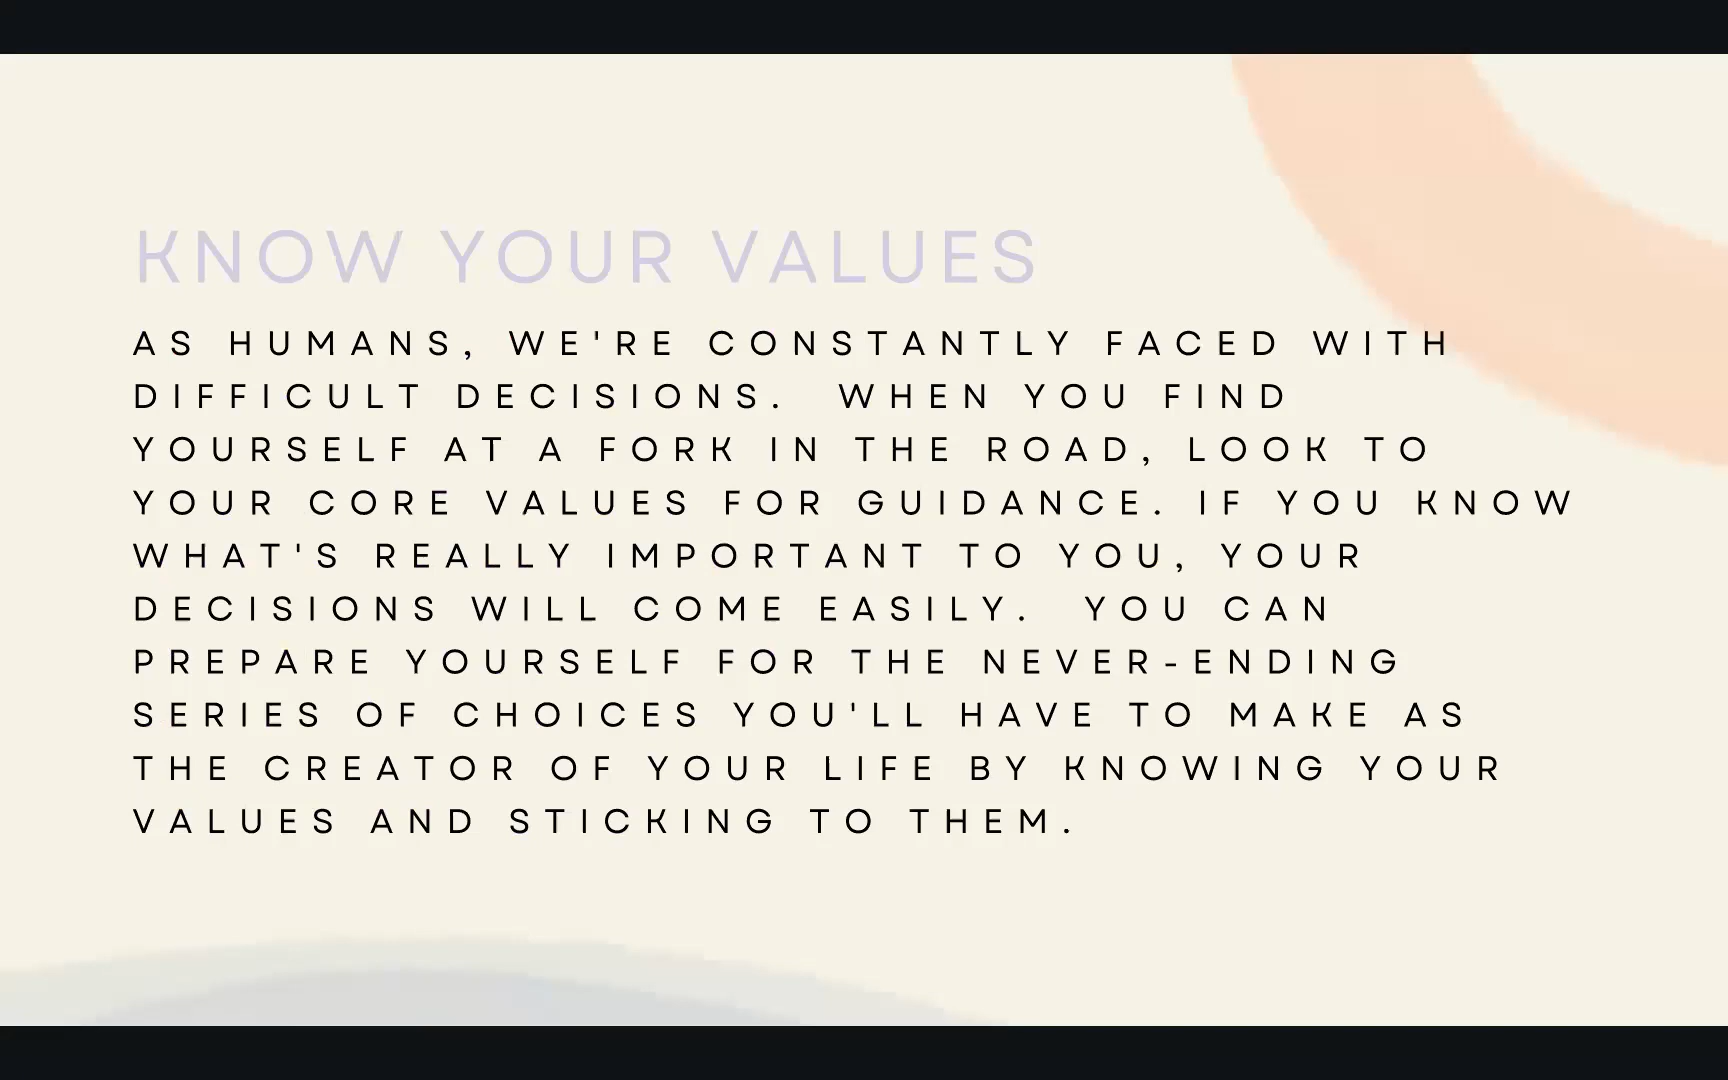 KNOW YOUR VALUES
AS HUMANS, WE'RE CONSTANTLY FACED WITH
DIFFICULT DECISIONS.  WHEN YOU FIND
YOURSELF AT A FORK IN THE ROAD, LOOK TO
YOUR CORE VALUES FOR GUIDANCE. IF YOU KNOW
WHAT'S REALLY IMPORTANT TO YOU, YOUR
DECISIONS WILL COME EASILY.  YOU CAN
PREPARE YOURSELF FOR THE NEVER-ENDING
SERIES OF CHOICES YOU'LL HAVE TO MAKE AS
THE CREATOR OF YOUR LIFE BY KNOWING YOUR
VALUES AND STICKING TO THEM.